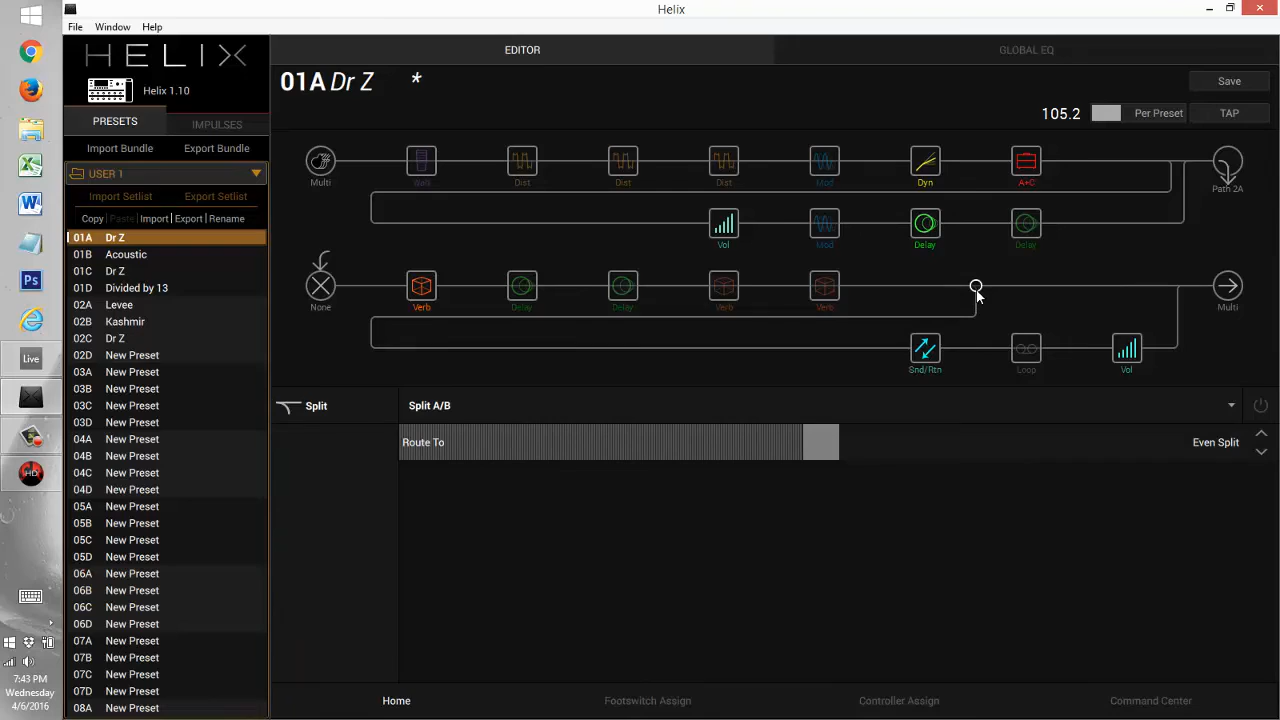 Helix
File Window Help
HELIX
Helix 1.10
PRESETS IMPULSES
Import Bundle Export Bundle
USER 1
Import Setlist Export Setlist
Copy Paste Import Export Rename
01A Dr Z
01B Acoustic
01C Dr Z
01D Divided by 13
02A Levee
02B Kashmir
02C Dr Z
02D New Preset
03A New Preset
03B New Preset
03C New Preset
03D New Preset
04A New Preset
04B New Preset
04C New Preset
04D New Preset
05A New Preset
05B New Preset
05C New Preset
05D New Preset
06A New Preset
06B New Preset
06C New Preset
06D New Preset
07A New Preset
07B New Preset
07C New Preset
07D New Preset
08A New Preset
EDITOR GLOBAL EQ
01A Dr Z *
Save
105.2 Per Preset TAP
Multi Wah Dist Dist Dist Mod Dyn A+C Path 2A
Vol Mod Delay Delay
None Verb Delay Delay Verb Verb Multi
Snd/Rtn Loop Vol
Split Split A/B
Route To Even Split
Home Footswitch Assign Controller Assign Command Center
Live
HD
7:43 PM
Wednesday
4/6/2016